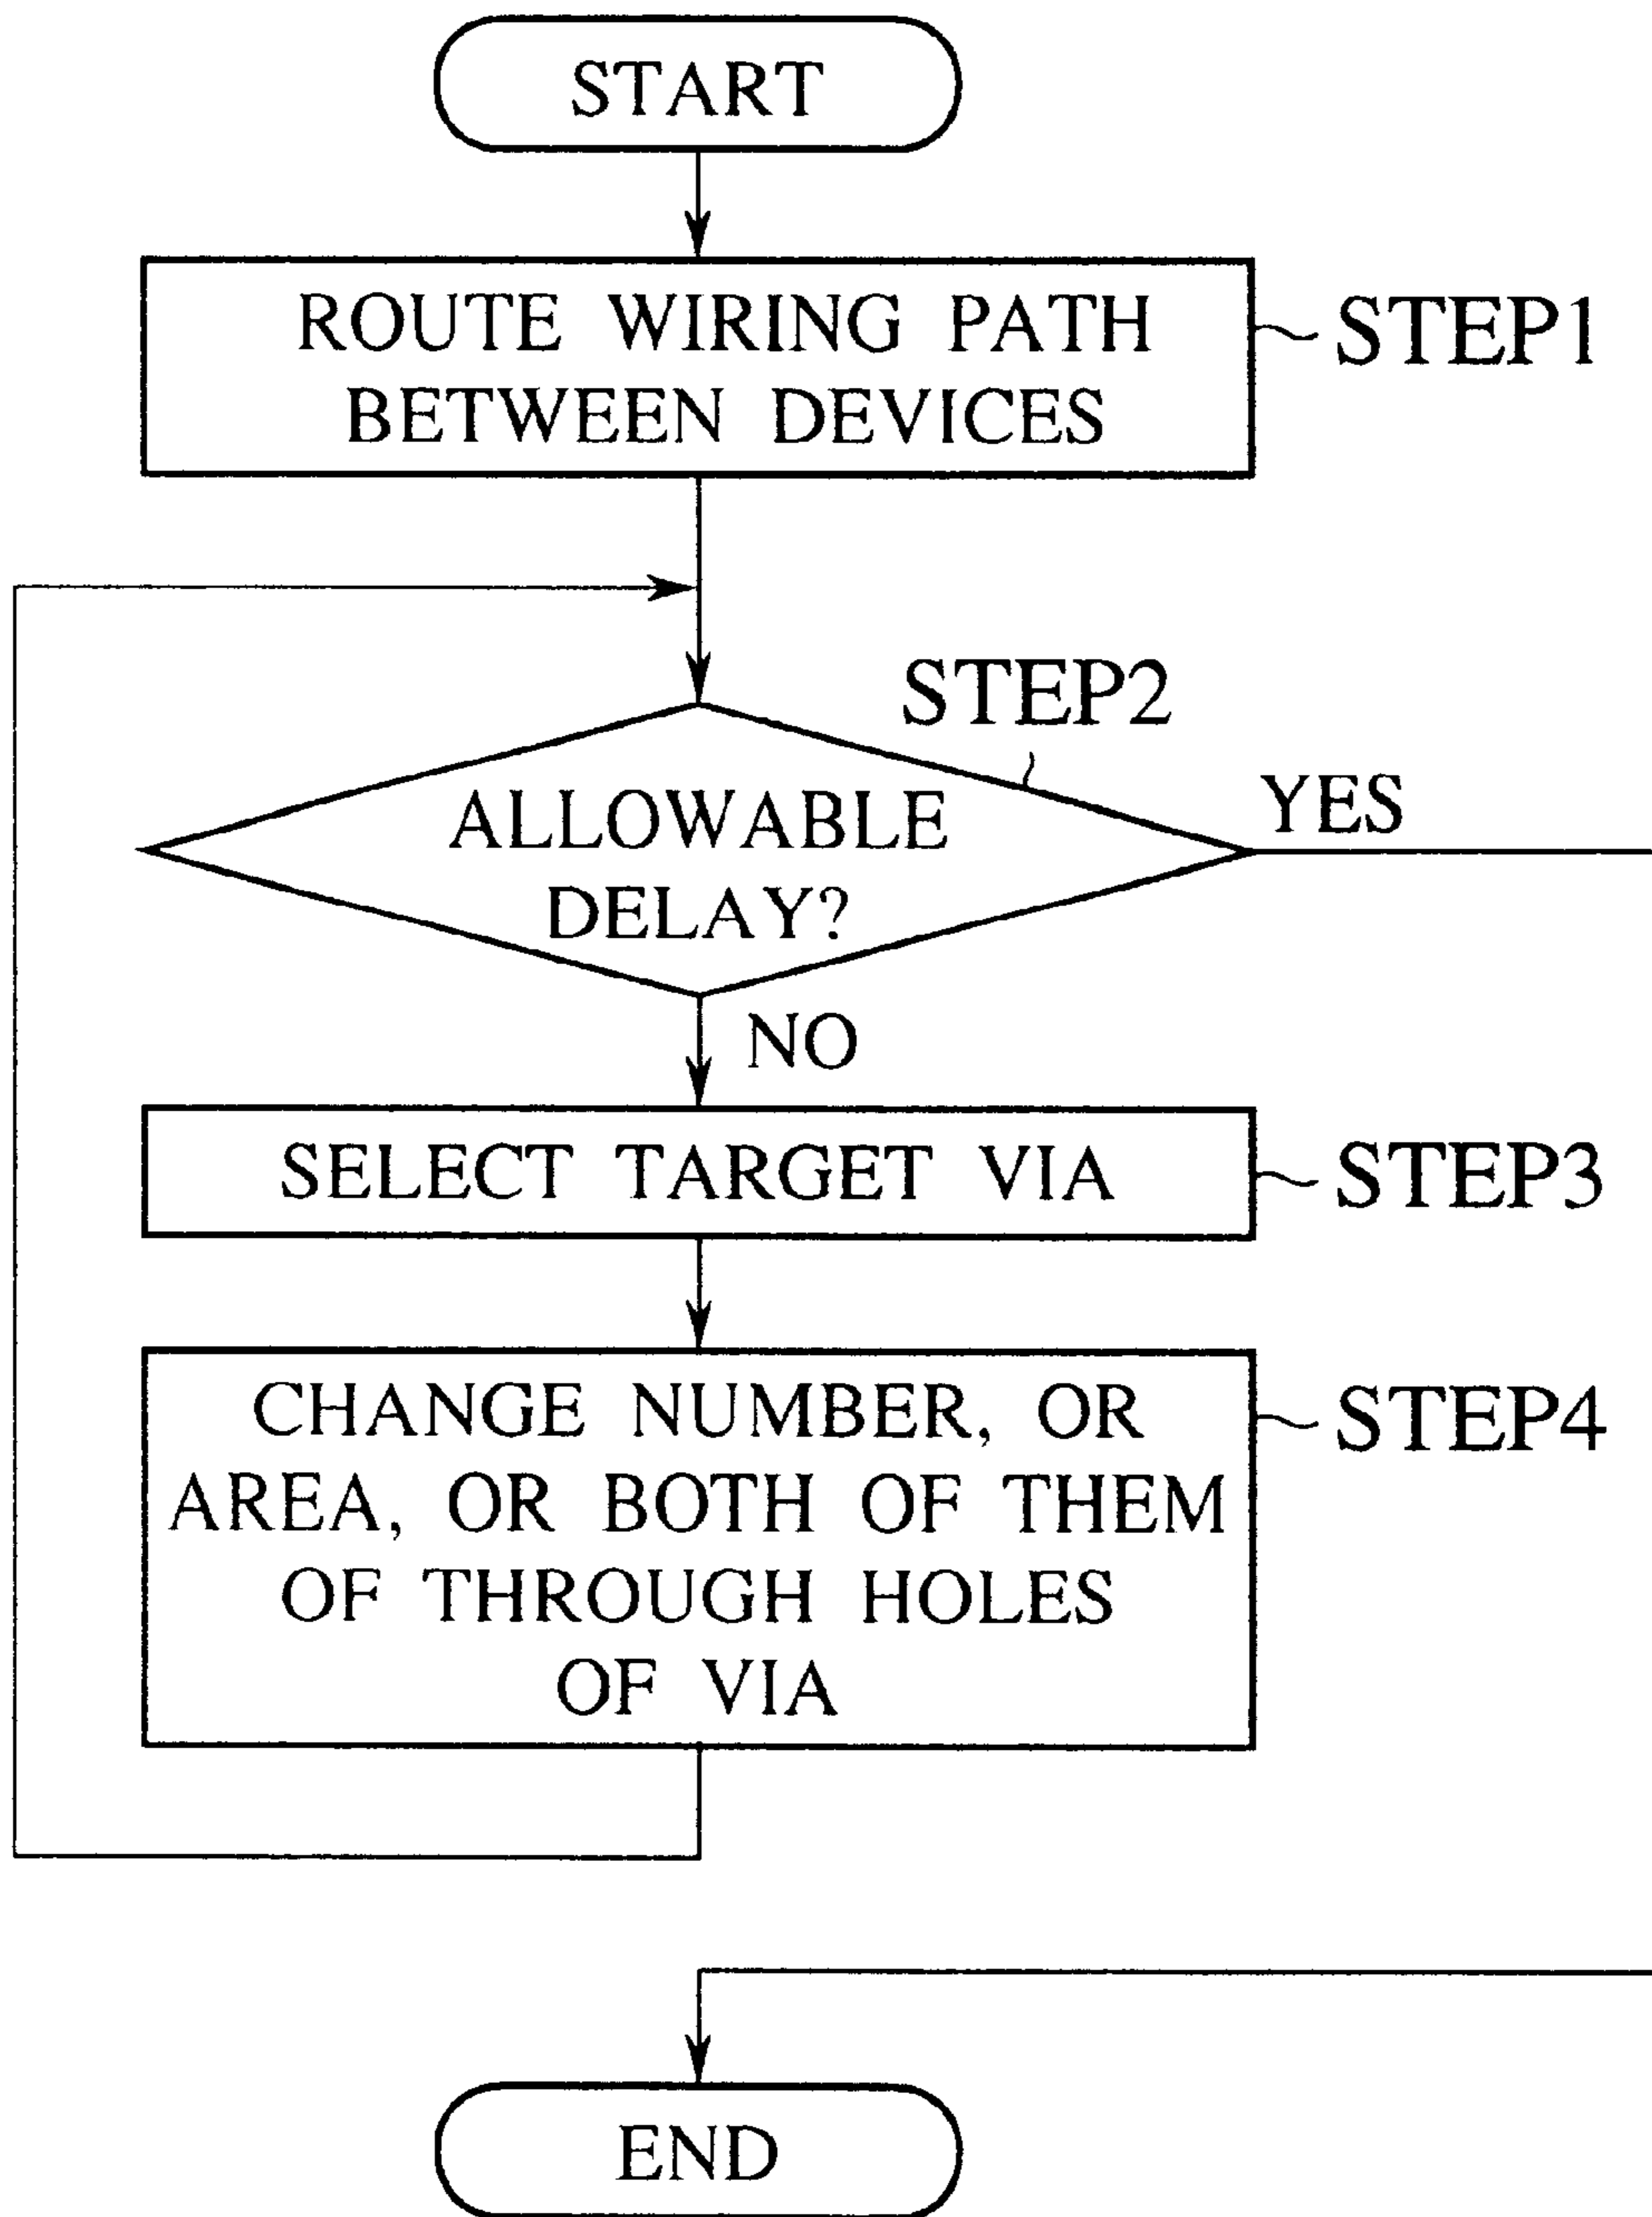 START
ROUTE WIRING PATH
BETWEEN DEVICES
STEP1
STEP2
ALLOWABLE
DELAY?
YES
NO
SELECT TARGET VIA
STEP3
CHANGE NUMBER, OR
AREA, OR BOTH OF THEM
OF THROUGH HOLES
OF VIA
STEP4
END